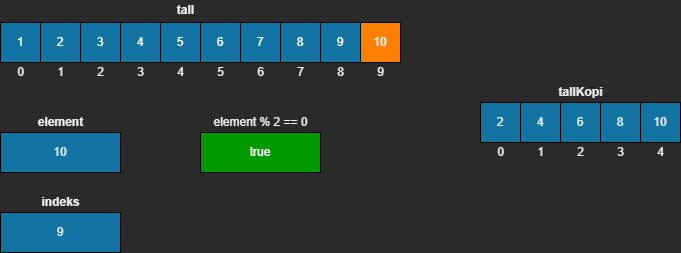 tall
1 2 3 4 5 6 7 8 9 10
0 1 2 3 4 5 6 7 8 9
tallKopi
2 4 6 8 10
0 1 2 3 4
element
10
element % 2 == 0
true
indeks
9